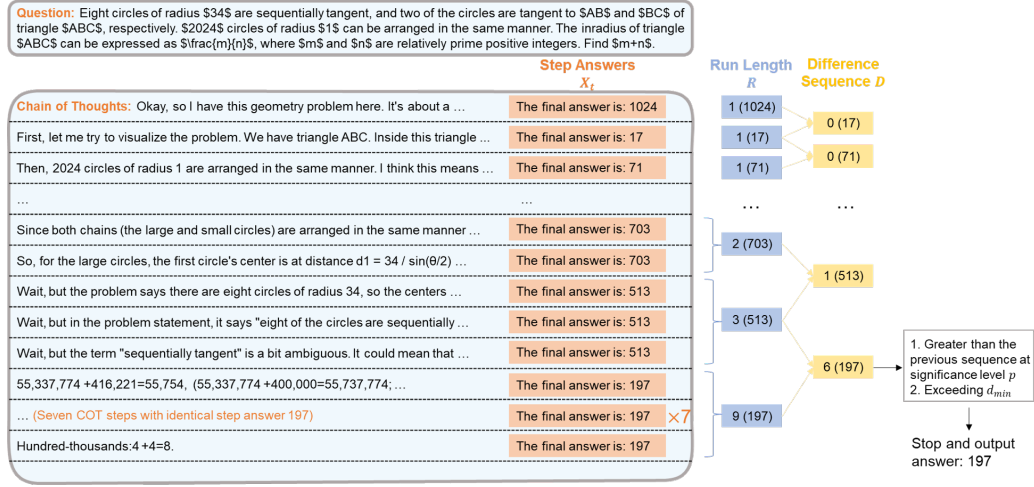 Question: Eight circles of radius $34$ are sequentially tangent, and two of the circles are tangent to $AB$ and $BC$ of
triangle $ABC$, respectively. $2024$ circles of radius $1$ can be arranged in the same manner. The inradius of triangle
$ABC$ can be expressed as $\frac{m}{n}$, where $m$ and $n$ are relatively prime positive integers. Find $m+n$.
Step Answers
X_t
Run Length
R
Difference
Sequence D
Chain of Thoughts: Okay, so I have this geometry problem here. It's about a …
The final answer is: 1024
1 (1024)
0 (17)
First, let me try to visualize the problem. We have triangle ABC. Inside this triangle ...
The final answer is: 17
1 (17)
0 (71)
Then, 2024 circles of radius 1 are arranged in the same manner. I think this means …
The final answer is: 71
1 (71)
…
…
…
…
Since both chains (the large and small circles) are arranged in the same manner ...
The final answer is: 703
2 (703)
So, for the large circles, the first circle's center is at distance d1 = 34 / sin(θ/2) …
The final answer is: 703
1 (513)
Wait, but the problem says there are eight circles of radius 34, so the centers …
The final answer is: 513
Wait, but in the problem statement, it says "eight of the circles are sequentially …
The final answer is: 513
3 (513)
Wait, but the term "sequentially tangent" is a bit ambiguous. It could mean that …
The final answer is: 513
6 (197)
1. Greater than the
previous sequence at
significance level p
2. Exceeding d_min
55,337,774 +416,221=55,754, (55,337,774 +400,000=55,737,774; …
The final answer is: 197
… (Seven COT steps with identical step answer 197)
The final answer is: 197
×7
9 (197)
Hundred-thousands:4 +4=8.
The final answer is: 197
Stop and output
answer: 197